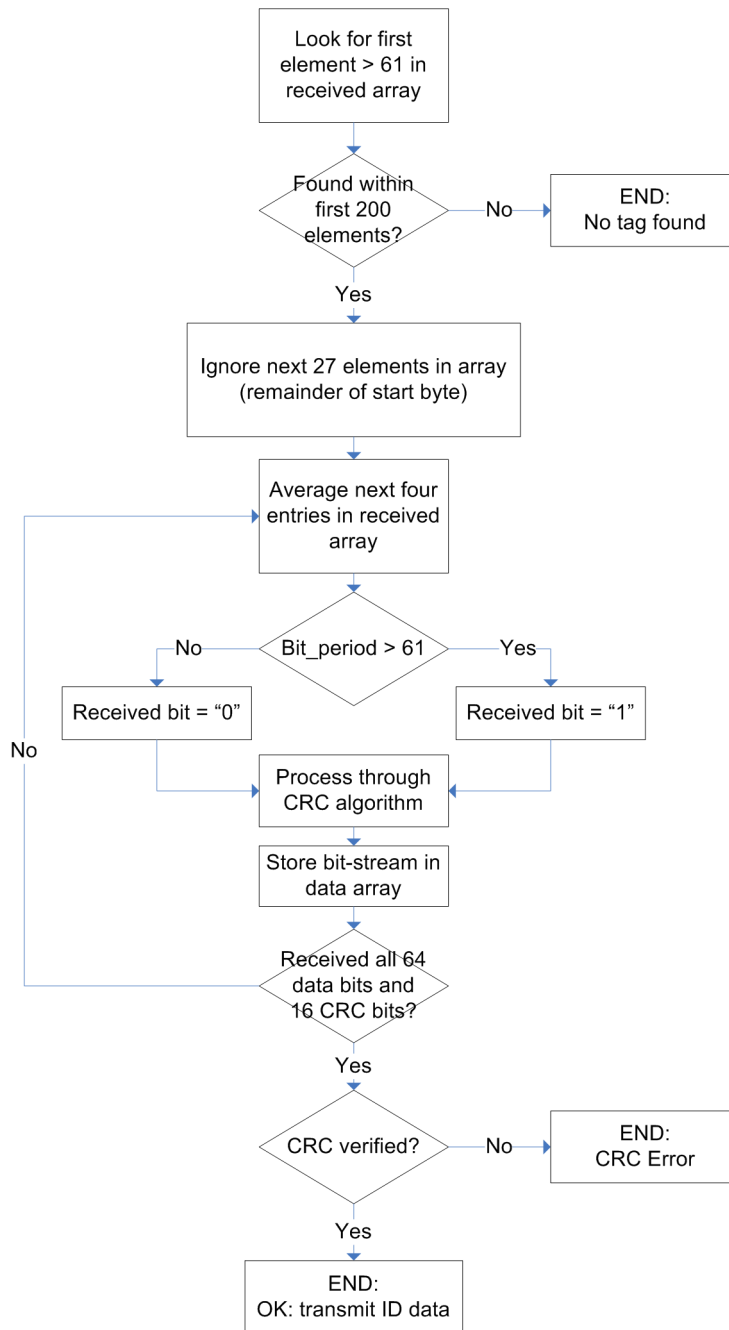 Look for first
element > 61 in
received array
Found within
first 200
elements?
No
END:
No tag found
Yes
Ignore next 27 elements in array
(remainder of start byte)
Average next four
entries in received
array
No
Bit_period > 61
Yes
Received bit = “0”
Received bit = “1”
No
Process through
CRC algorithm
Store bit-stream in
data array
Received all 64
data bits and
16 CRC bits?
Yes
CRC verified?
No
END:
CRC Error
Yes
END:
OK: transmit ID data